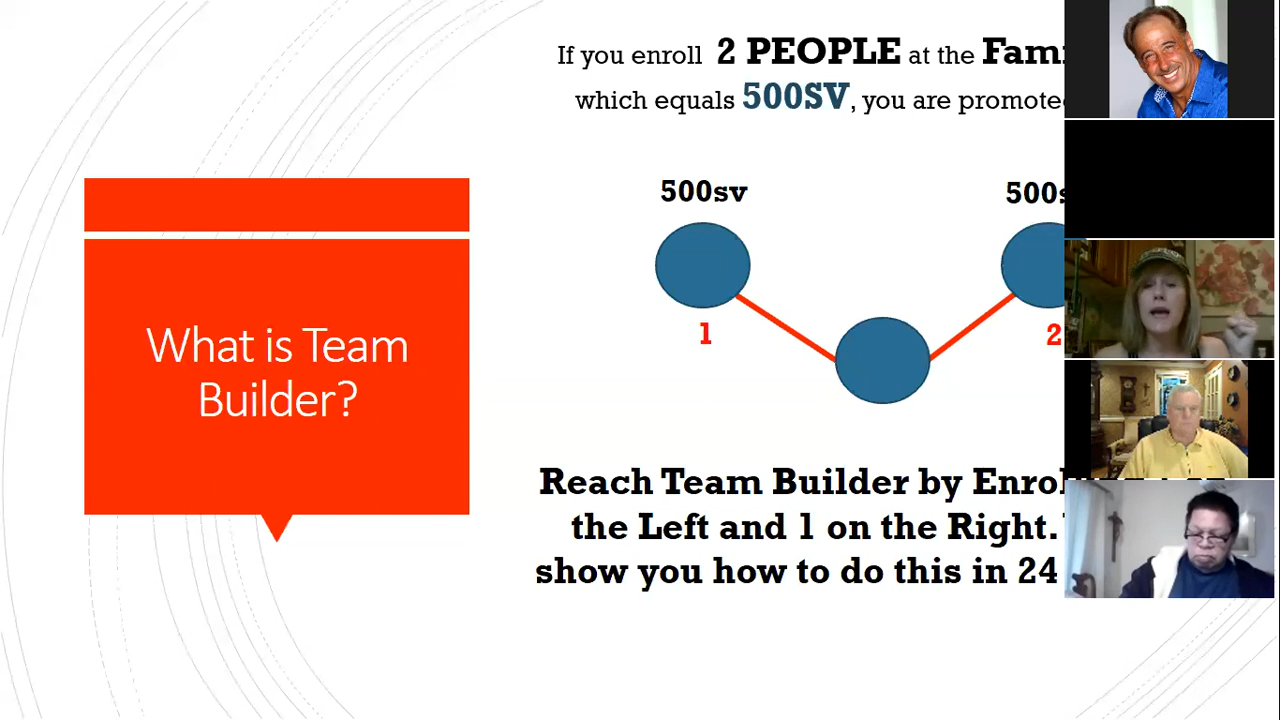 What is Team
Builder?
If you enroll 2 PEOPLE at the
which equals 500SV, you are
500sv
1
2
Reach Team Builder by
the Left and 1 on the Right.
show you how to do this in 24